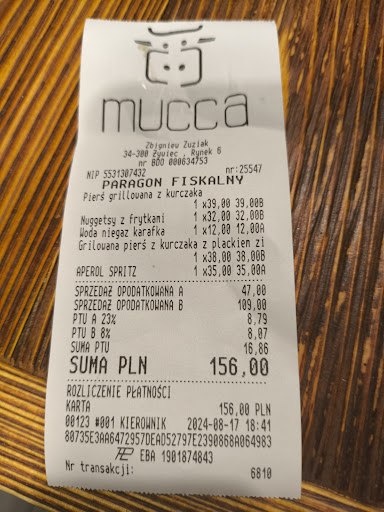 mucca
Zbigniew Zuziak
34-300 Żywiec , Rynek 6
nr BDO 000634753
NIP 5531307432 nr:25547
PARAGON FISKALNY
Pierś grillowana z kurczaka
1 x39,00 39,00B
Nuggetsy z frytkami 1 x32,00 32,00B
Woda niegaz karafka 1 x12,00 12,00A
Grilowana pierś z kurczaka z plackien zi
1 x38,00 38,00B
APEROL SPRITZ 1 x35,00 35,00A
SPRZEDAŻ OPODATKOWANA A 47,00
SPRZEDAŻ OPODATKOWANA B 109,00
PTU A 23% 8,79
PTU B 8% 8,07
SUMA PTU 16,86
SUMA PLN 156,00
ROZLICZENIE PŁATNOŚCI
KARTA 156,00 PLN
00123 #001 KIEROWNIK 2024-08-17 18:41
80735E3AA6472957DEAD52797E2390868A064983
EBA 1901874843
Nr transakcji: 6810